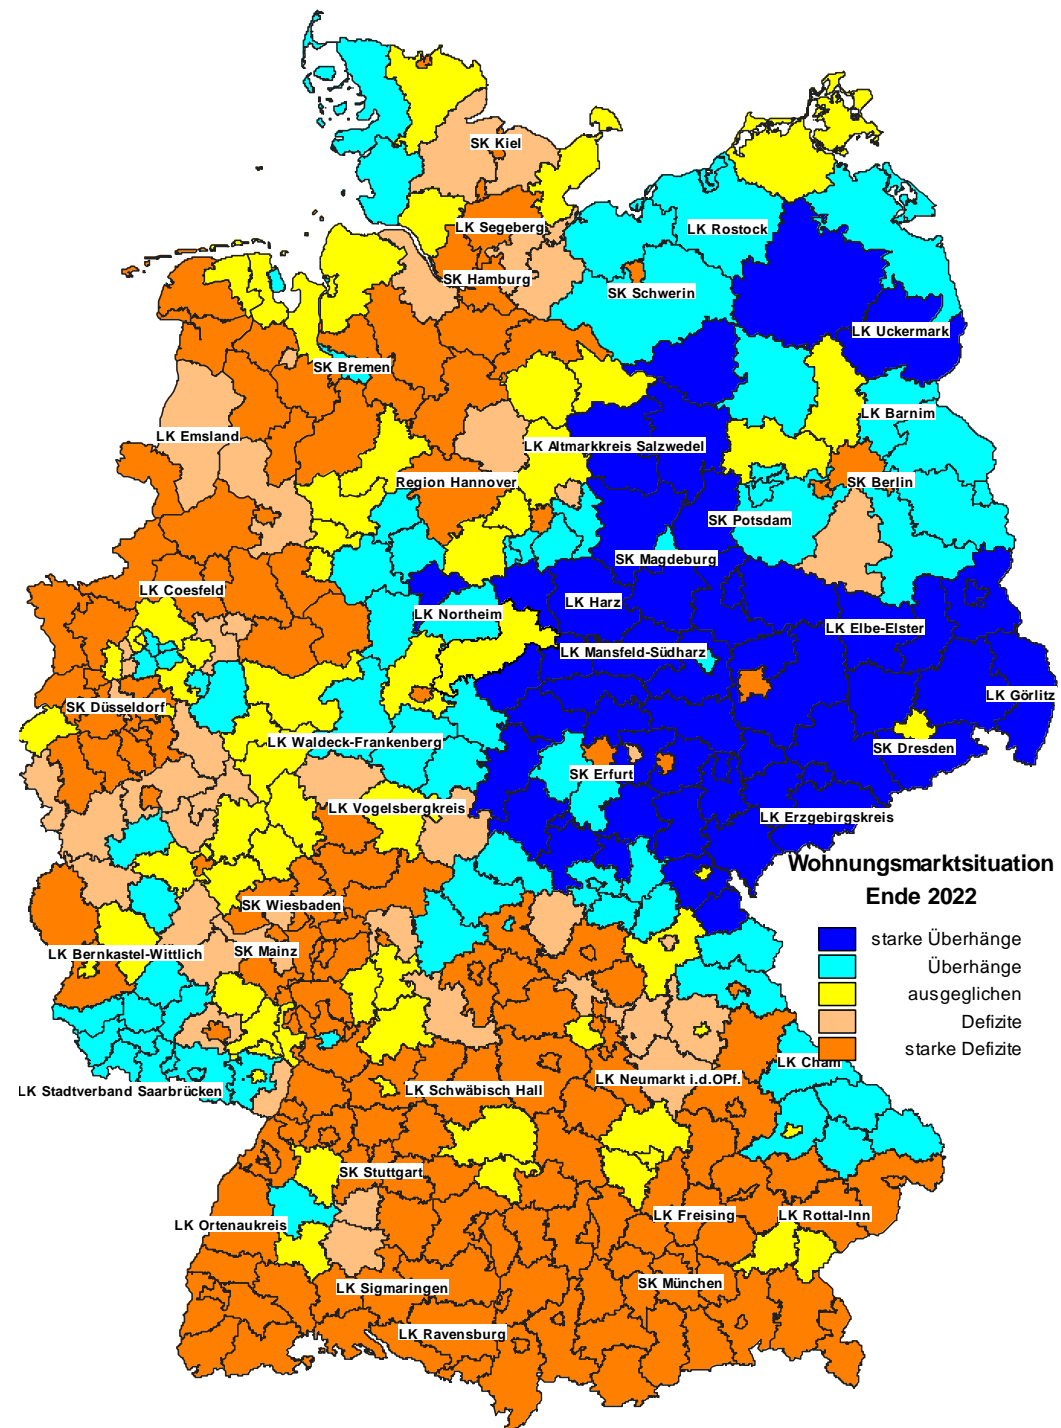 SK Kiel
LK Segeberg
LK Rostock
SK Hamburg
SK Schwerin
LK Uckermark
SK Bremen
LK Barnim
LK Emsland
LK Altmarkkreis Salzwedel
Region Hannover
SK Berlin
SK Potsdam
SK Magdeburg
LK Coesfeld
LK Harz
LK Northeim
LK Elbe-Elster
LK Mansfeld-Südharz
LK Görlitz
SK Düsseldorf
LK Waldeck-Frankenberg
SK Dresden
SK Erfurt
LK Vogelsbergkreis
LK Erzgebirgskreis
Wohnungsmarktsituation
Ende 2022
starke Überhänge
Überhänge
ausgeglichen
Defizite
starke Defizite
SK Wiesbaden
LK Bernkastel-Wittlich
SK Mainz
LK Cham
LK Neumarkt i.d.OPf.
LK Stadtverband Saarbrücken
LK Schwäbisch Hall
SK Stuttgart
LK Freising
LK Rottal-Inn
LK Ortenaukreis
SK München
LK Sigmaringen
LK Ravensburg